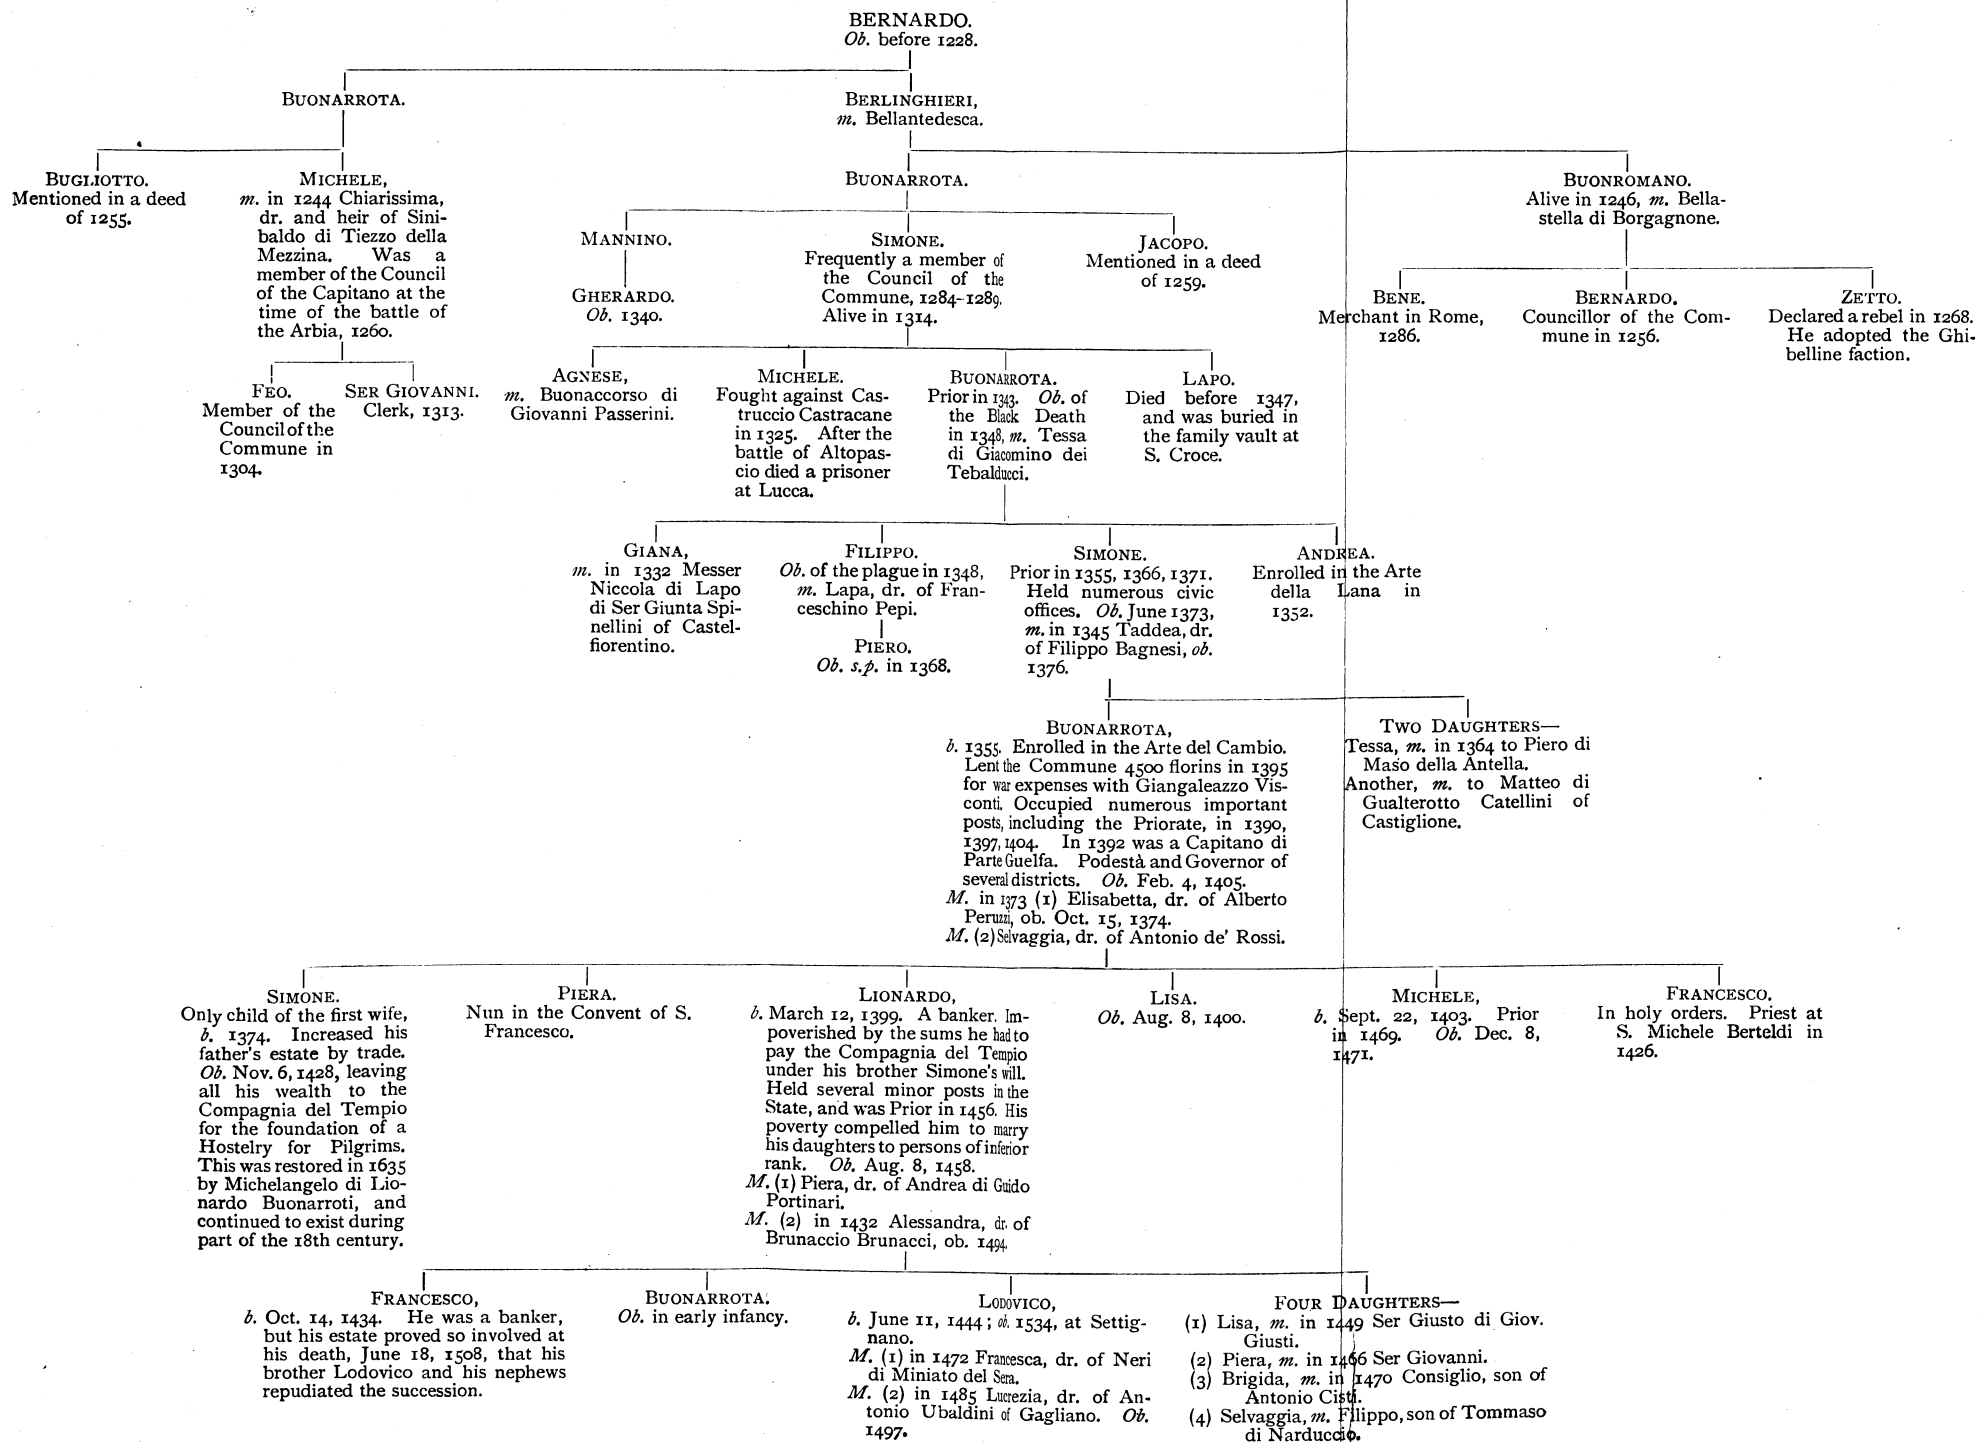 BERNARDO.
Ob. before 1228.
BUONARROTA.
BERLINGHIERI,
m. Bellantedesca.
BUGLIOTTO.
Mentioned in a deed
of 1255.
MICHELE,
m. in 1244 Chiarissima,
dr. and heir of Sini-
baldo di Tiezzo della
Mezzina. Was a
member of the Council
of the Capitano at the
time of the battle of
the Arbia, 1260.
BUONARROTA.
BUONROMANO.
Alive in 1246, m. Bella-
stella di Borgagnone.
MANNINO.
GHERARDO.
Ob. 1340.
SIMONE.
Frequently a member of
the Council of the
Commune, 1284-1289.
Alive in 1314.
JACOPO.
Mentioned in a deed
of 1259.
BENE.
Merchant in Rome,
1286.
BERNARDO.
Councillor of the Com-
mune in 1256.
ZETTO.
Declared a rebel in 1268.
He adopted the Ghi-
belline faction.
FEO.
Member of the
Council of the
Commune in
1304.
SER GIOVANNI.
Clerk, 1313.
AGNESE,
m. Buonaccorso di
Giovanni Passerini.
MICHELE.
Fought against Cas-
truccio Castracane
in 1325. After the
battle of Altopas-
cio died a prisoner
at Lucca.
BUONARROTA.
Prior in 1343. Ob. of
the Black Death
in 1348, m. Tessa
di Giacomino dei
Tebalducci.
LAPO.
Died before 1347,
and was buried in
the family vault at
S. Croce.
GIANA,
m. in 1332 Messer
Niccola di Lapo
di Ser Giunta Spi-
nellini of Castel-
fiorentino.
FILIPPO.
Ob. of the plague in 1348,
m. Lapa, dr. of Fran-
ceschino Pepi.
PIERO.
Ob. s.p. in 1368.
SIMONE.
Prior in 1355, 1366, 1371.
Held numerous civic
offices. Ob. June 1373,
m. in 1345 Taddea, dr.
of Filippo Bagnesi, ob.
1376.
ANDREA.
Enrolled in the Arte
della Lana in
1352.
BUONARROTA,
b. 1355. Enrolled in the Arte del Cambio.
Lent the Commune 4500 florins in 1395
for war expenses with Giangaleazzo Vis-
conti. Occupied numerous important
posts, including the Priorate, in 1390,
1397, 1404. In 1392 was a Capitano di
Parte Guelfa. Podestà and Governor of
several districts. Ob. Feb. 4, 1405.
M. in 1373 (1) Elisabetta, dr. of Alberto
Peruzzi, ob. Oct. 15, 1374.
M. (2) Selvaggia, dr. of Antonio de' Rossi.
TWO DAUGHTERS—
Tessa, m. in 1364 to Piero di
Maso della Antella.
Another, m. to Matteo di
Gualterotto Catellini of
Castiglione.
SIMONE.
Only child of the first wife,
b. 1374. Increased his
father's estate by trade.
Ob. Nov. 6, 1428, leaving
all his wealth to the
Compagnia del Tempio
for the foundation of a
Hostelry for Pilgrims.
This was restored in 1635
by Michelangelo di Lio-
nardo Buonarroti, and
continued to exist during
part of the 18th century.
PIERA.
Nun in the Convent of S.
Francesco.
LIONARDO,
b. March 12, 1399. A banker. Im-
poverished by the sums he had to
pay the Compagnia del Tempio
under his brother Simone's will.
Held several minor posts in the
State, and was Prior in 1456. His
poverty compelled him to marry
his daughters to persons of inferior
rank. Ob. Aug. 8, 1458.
M. (1) Piera, dr. of Andrea di Guido
Portinari.
M. (2) in 1432 Alessandra, dr. of
Brunaccio Brunacci, ob. 1494.
LISA.
Ob. Aug. 8, 1400.
MICHELE,
b. Sept. 22, 1403. Prior
in 1469. Ob. Dec. 8,
1471.
FRANCESCO.
In holy orders. Priest at
S. Michele Berteldi in
1426.
FRANCESCO,
b. Oct. 14, 1434. He was a banker,
but his estate proved so involved at
his death, June 18, 1508, that his
brother Lodovico and his nephews
repudiated the succession.
BUONARROTA.
Ob. in early infancy.
LODOVICO,
b. June 11, 1444; ob. 1534, at Settig-
nano.
M. (1) in 1472 Francesca, dr. of Neri
di Miniato del Sera.
M. (2) in 1485 Lucrezia, dr. of An-
tonio Ubaldini of Gagliano. Ob.
1497.
FOUR DAUGHTERS—
(1) Lisa, m. in 1449 Ser Giusto di Giov.
Giusti.
(2) Piera, m. in 1466 Ser Giovanni.
(3) Brigida, m. in 1470 Consiglio, son of
Antonio Cisti.
(4) Selvaggia, m. Filippo, son of Tommaso
di Narduccio.